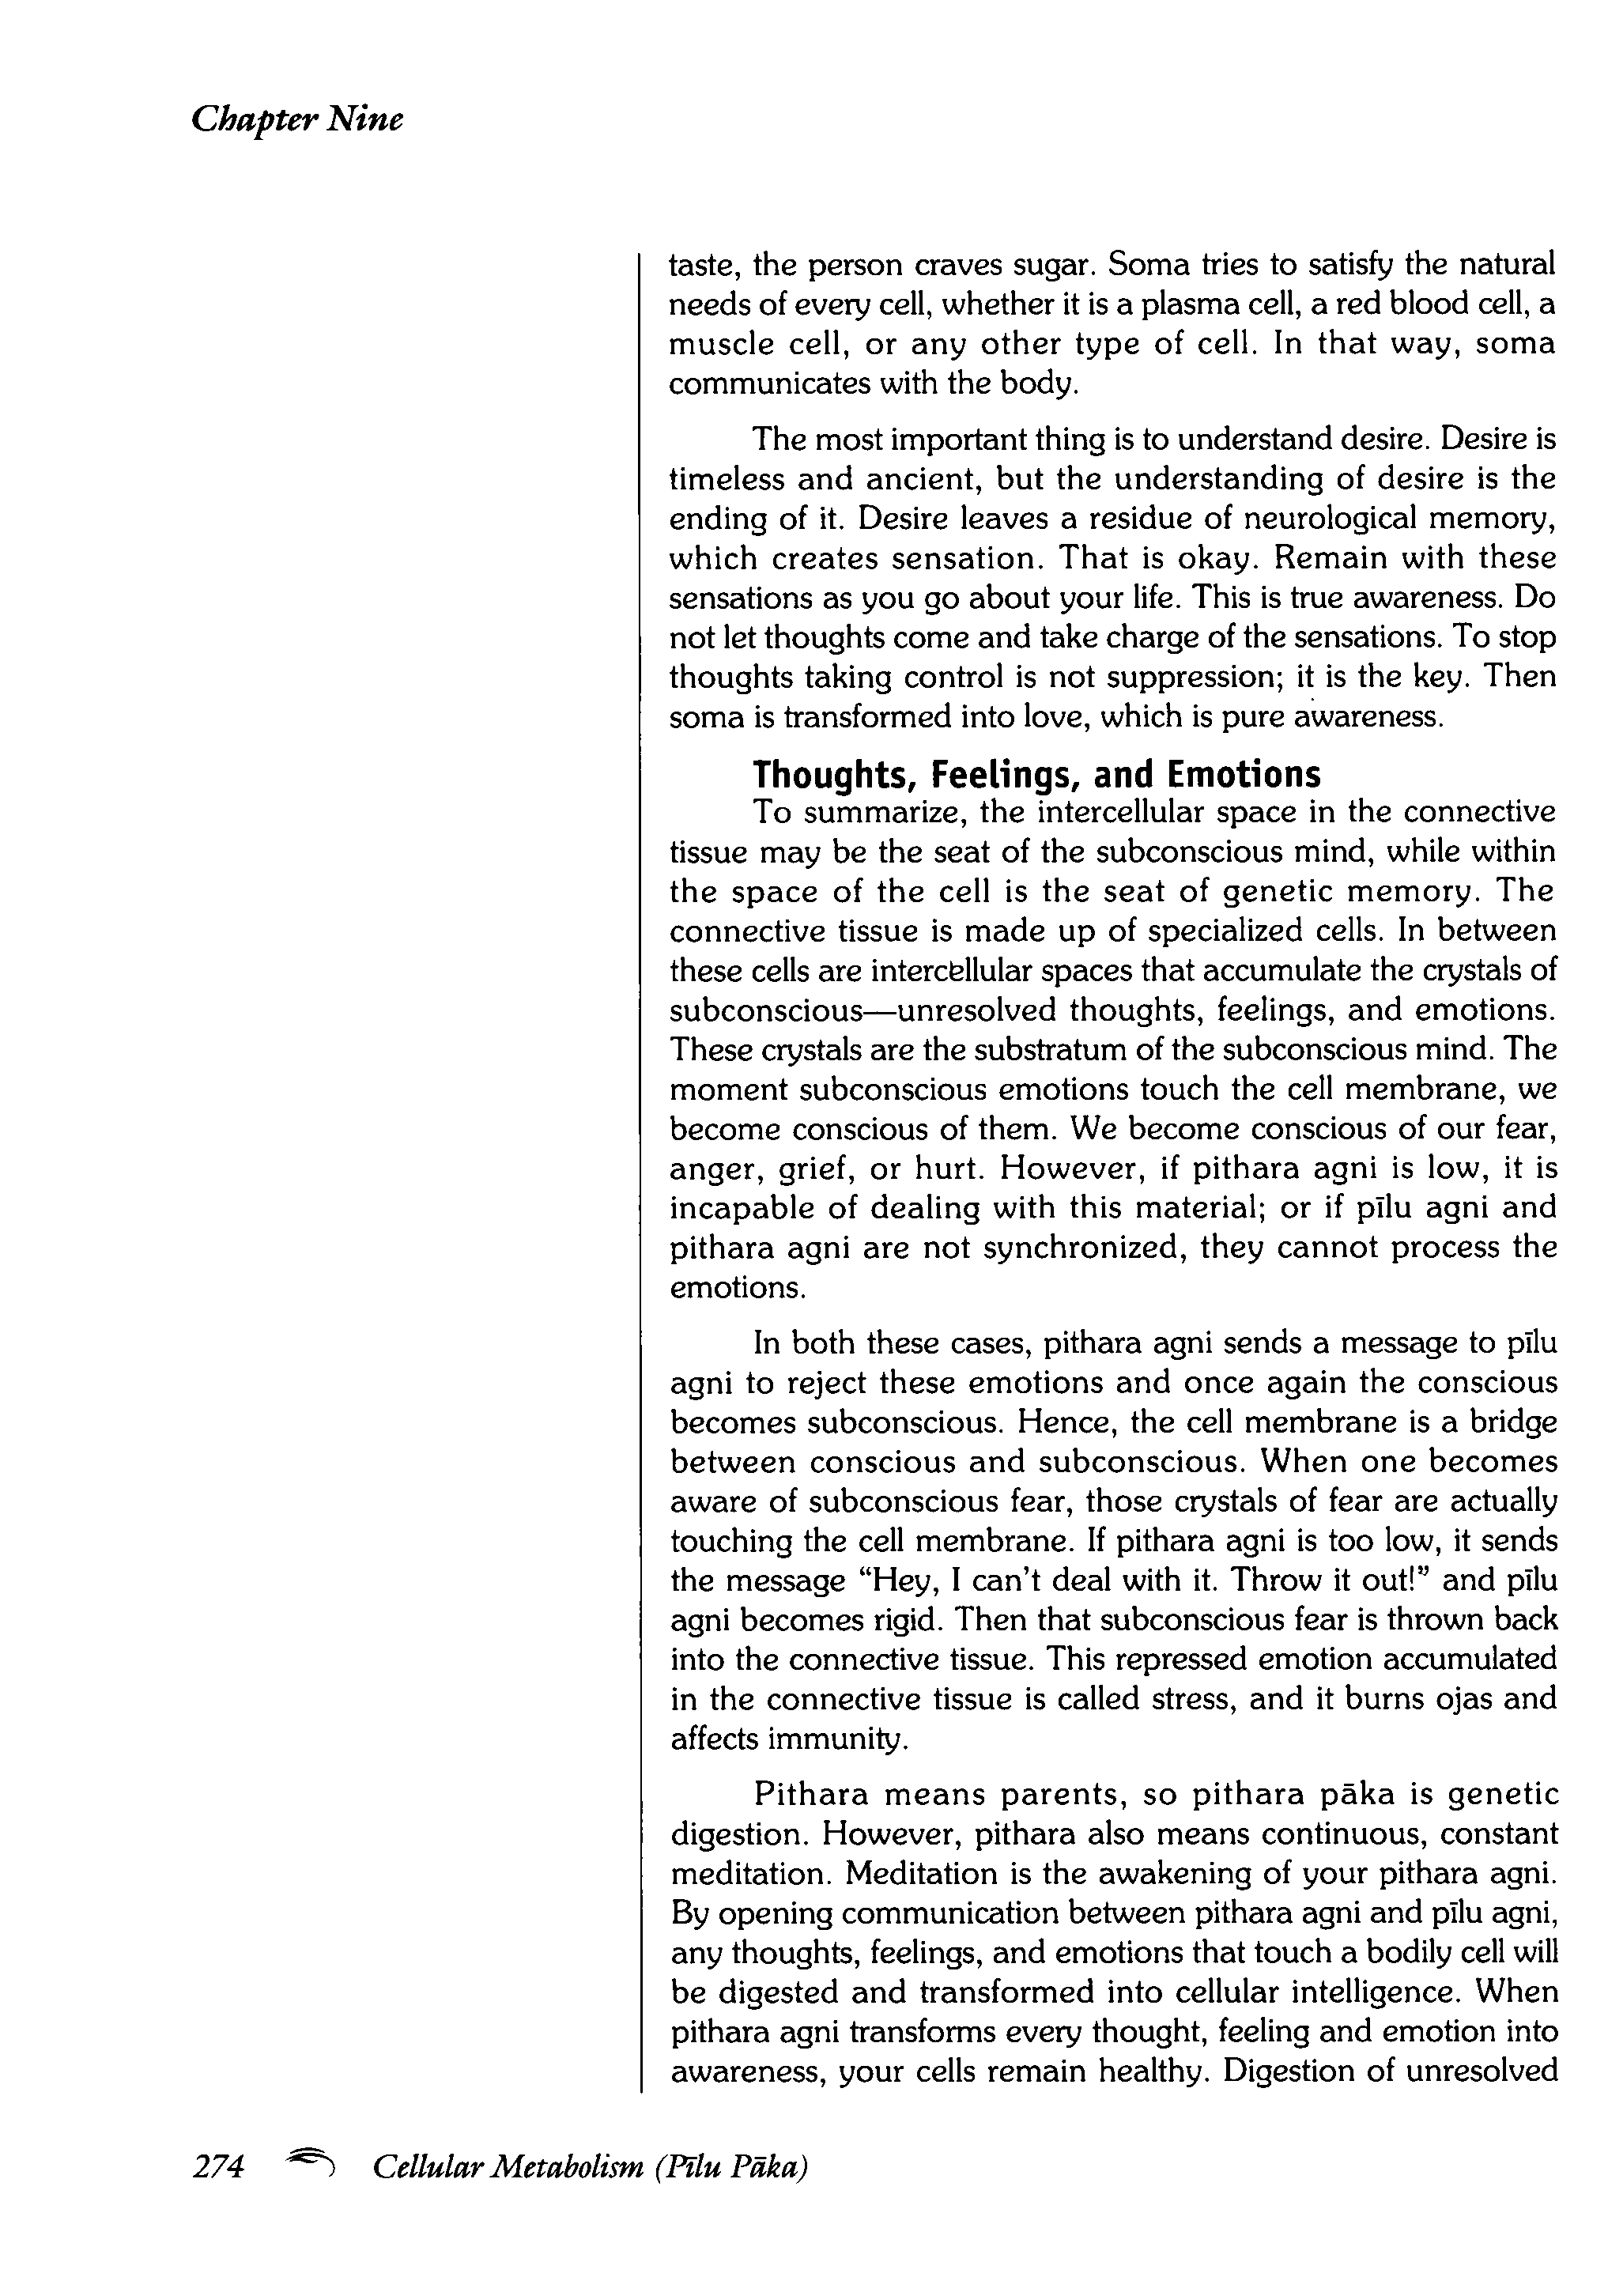 Chapter Nine
taste, the person craves sugar. Soma tries to satisfy the natural
needs of every cell, whether it is a plasma cell, a red blood cell, a
muscle cell, or any other type of cell. In that way, soma
communicates with the body.
The most important thing is to understand desire. Desire is
timeless and ancient, but the understanding of desire is the
ending of it. Desire leaves a residue of neurological memory,
which creates sensation. That is okay. Remain with these
sensations as you go about your life. This is true awareness. Do
not let thoughts come and take charge of the sensations. To stop
thoughts taking control is not suppression; it is the key. Then
soma is transformed into love, which is pure awareness.
Thoughts, Feelings, and Emotions
To summarize, the intercellular space in the connective
tissue may be the seat of the subconscious mind, while within
the space of the cell is the seat of genetic memory. The
connective tissue is made up of specialized cells. In between
these cells are intercellular spaces that accumulate the crystals of
subconscious—unresolved thoughts, feelings, and emotions.
These crystals are the substratum of the subconscious mind. The
moment subconscious emotions touch the cell membrane, we
become conscious of them. We become conscious of our fear,
anger, grief, or hurt. However, if pithara agni is low, it is
incapable of dealing with this material; or if pīlu agni and
pithara agni are not synchronized, they cannot process the
emotions.
In both these cases, pithara agni sends a message to pīlu
agni to reject these emotions and once again the conscious
becomes subconscious. Hence, the cell membrane is a bridge
between conscious and subconscious. When one becomes
aware of subconscious fear, those crystals of fear are actually
touching the cell membrane. If pithara agni is too low, it sends
the message “Hey, I can’t deal with it. Throw it out!” and pīlu
agni becomes rigid. Then that subconscious fear is thrown back
into the connective tissue. This repressed emotion accumulated
in the connective tissue is called stress, and it burns ojas and
affects immunity.
Pithara means parents, so pithara pāka is genetic
digestion. However, pithara also means continuous, constant
meditation. Meditation is the awakening of your pithara agni.
By opening communication between pithara agni and pīlu agni,
any thoughts, feelings, and emotions that touch a bodily cell will
be digested and transformed into cellular intelligence. When
pithara agni transforms every thought, feeling and emotion into
awareness, your cells remain healthy. Digestion of unresolved
274 Cellular Metabolism (Pīlu Pāka)